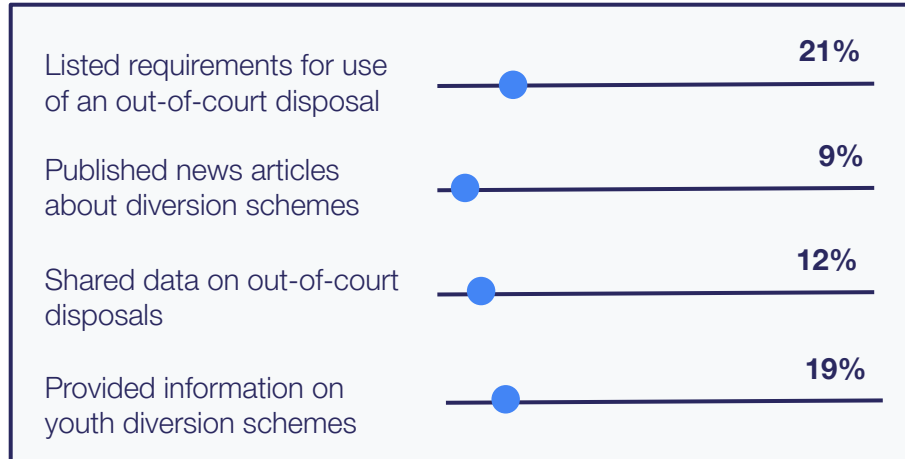 Listed requirements for use
of an out-of-court disposal
21%
Published news articles
about diversion schemes
9%
Shared data on out-of-court
disposals
12%
Provided information on
youth diversion schemes
19%